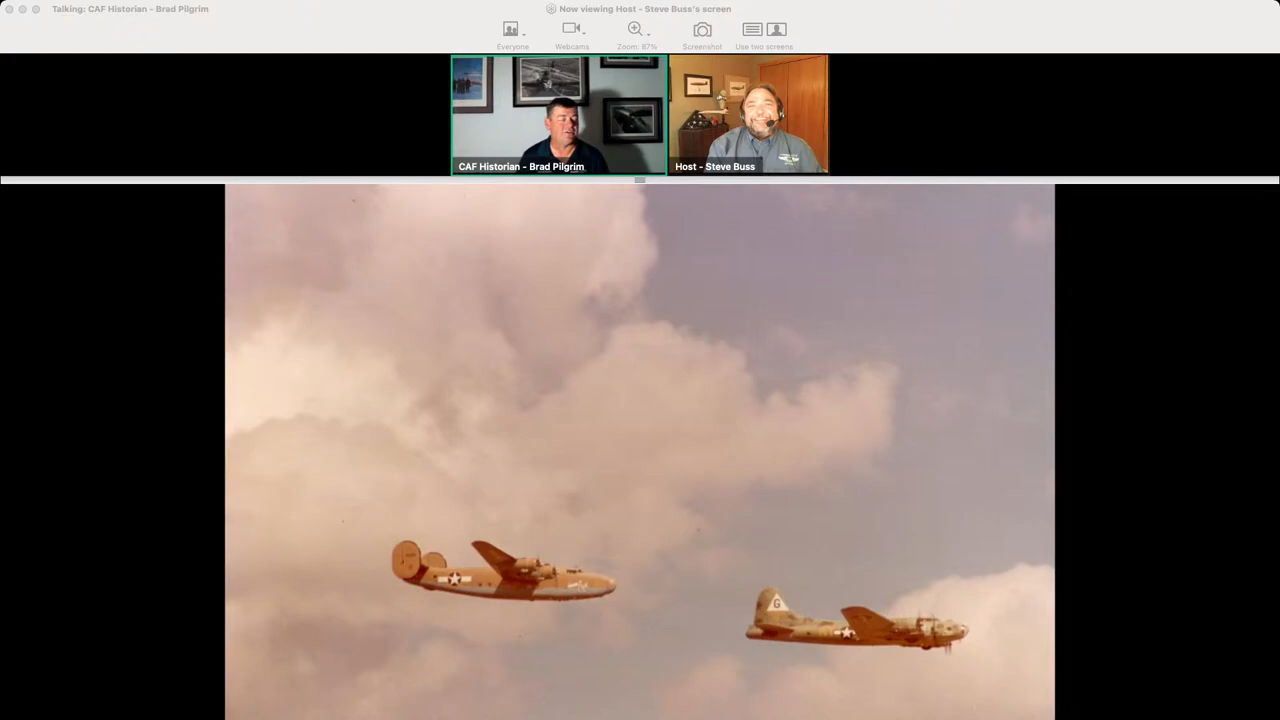 Talking: CAF Historian - Brad Pilgrim
Now viewing Host - Steve Buss's screen
Everyone
Webcams
Zoom: 87%
Screenshot
Use two screens
CAF Historian - Brad Pilgrim
Host - Steve Buss
G